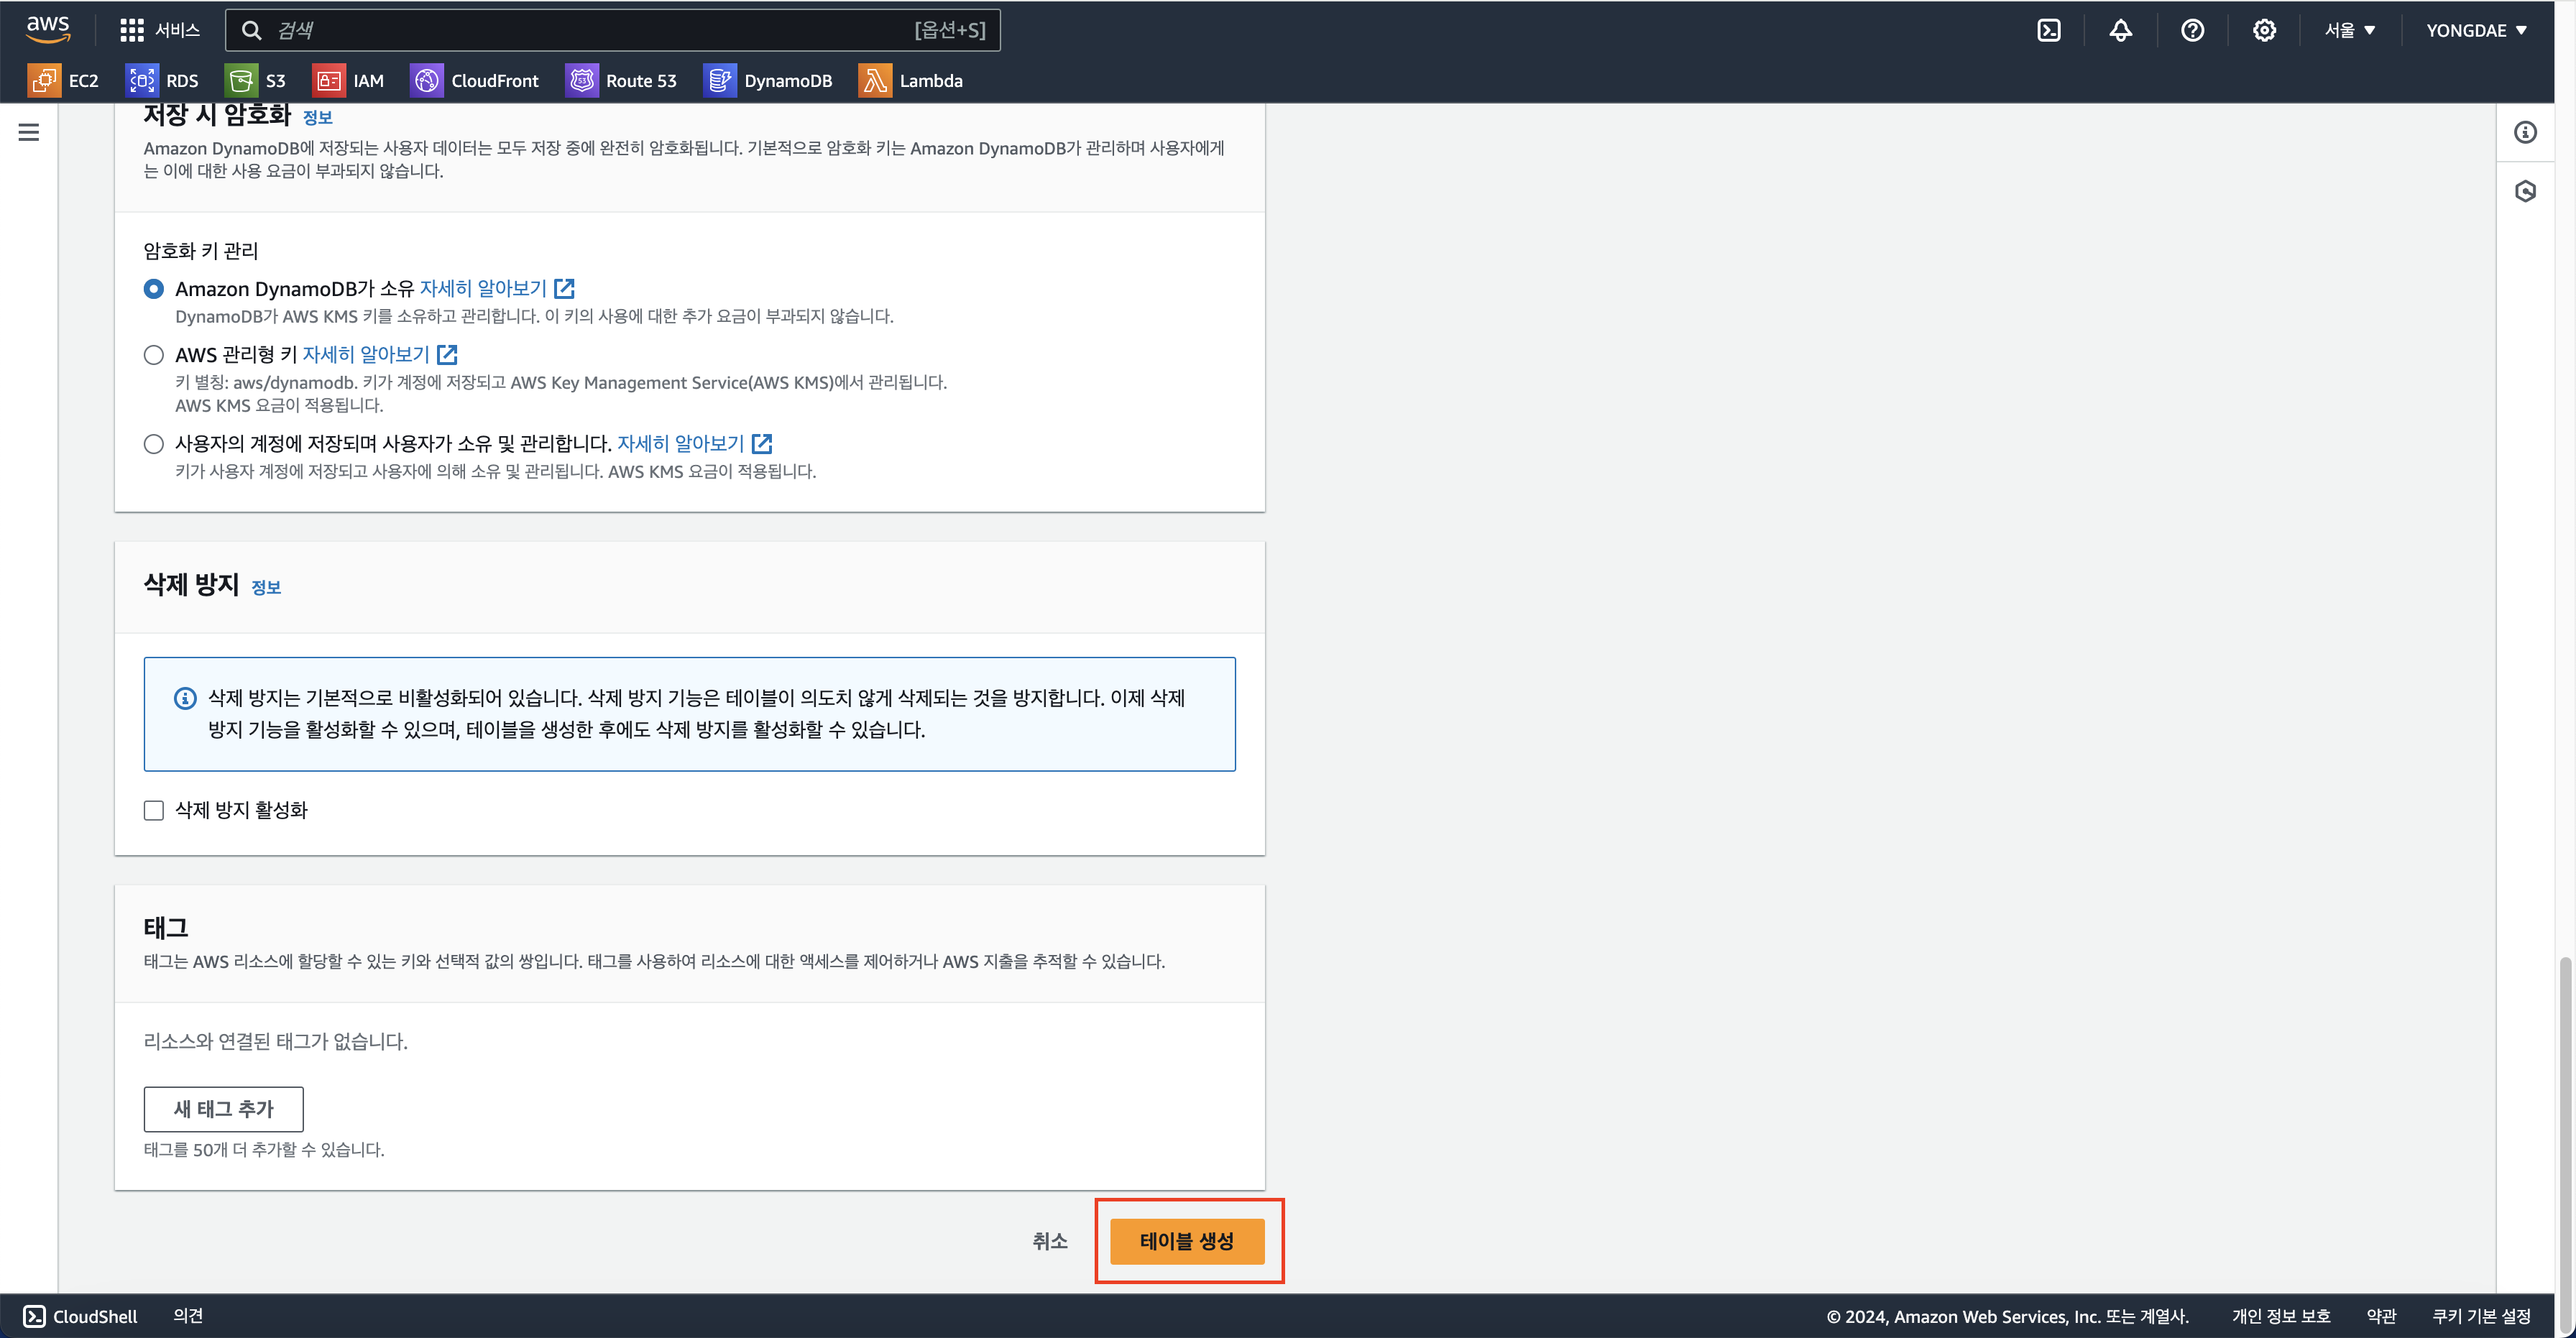 aws
서비스
검색
[옵션+S]
서울 ▼
YONGDAE ▼
EC2
RDS
S3
IAM
CloudFront
Route 53
DynamoDB
Lambda
저장 시 암호화 정보
Amazon DynamoDB에 저장되는 사용자 데이터는 모두 저장 중에 완전히 암호화됩니다. 기본적으로 암호화 키는 Amazon DynamoDB가 관리하며 사용자에게
는 이에 대한 사용 요금이 부과되지 않습니다.
암호화 키 관리
Amazon DynamoDB가 소유 자세히 알아보기
DynamoDB가 AWS KMS 키를 소유하고 관리합니다. 이 키의 사용에 대한 추가 요금이 부과되지 않습니다.
AWS 관리형 키 자세히 알아보기
키 별칭: aws/dynamodb. 키가 계정에 저장되고 AWS Key Management Service(AWS KMS)에서 관리됩니다.
AWS KMS 요금이 적용됩니다.
사용자의 계정에 저장되며 사용자가 소유 및 관리합니다. 자세히 알아보기
키가 사용자 계정에 저장되고 사용자에 의해 소유 및 관리됩니다. AWS KMS 요금이 적용됩니다.
삭제 방지 정보
삭제 방지는 기본적으로 비활성화되어 있습니다. 삭제 방지 기능은 테이블이 의도치 않게 삭제되는 것을 방지합니다. 이제 삭제
방지 기능을 활성화할 수 있으며, 테이블을 생성한 후에도 삭제 방지를 활성화할 수 있습니다.
삭제 방지 활성화
태그
태그는 AWS 리소스에 할당할 수 있는 키와 선택적 값의 쌍입니다. 태그를 사용하여 리소스에 대한 액세스를 제어하거나 AWS 지출을 추적할 수 있습니다.
리소스와 연결된 태그가 없습니다.
새 태그 추가
태그를 50개 더 추가할 수 있습니다.
취소
테이블 생성
CloudShell
의견
© 2024, Amazon Web Services, Inc. 또는 계열사.
개인 정보 보호
약관
쿠키 기본 설정